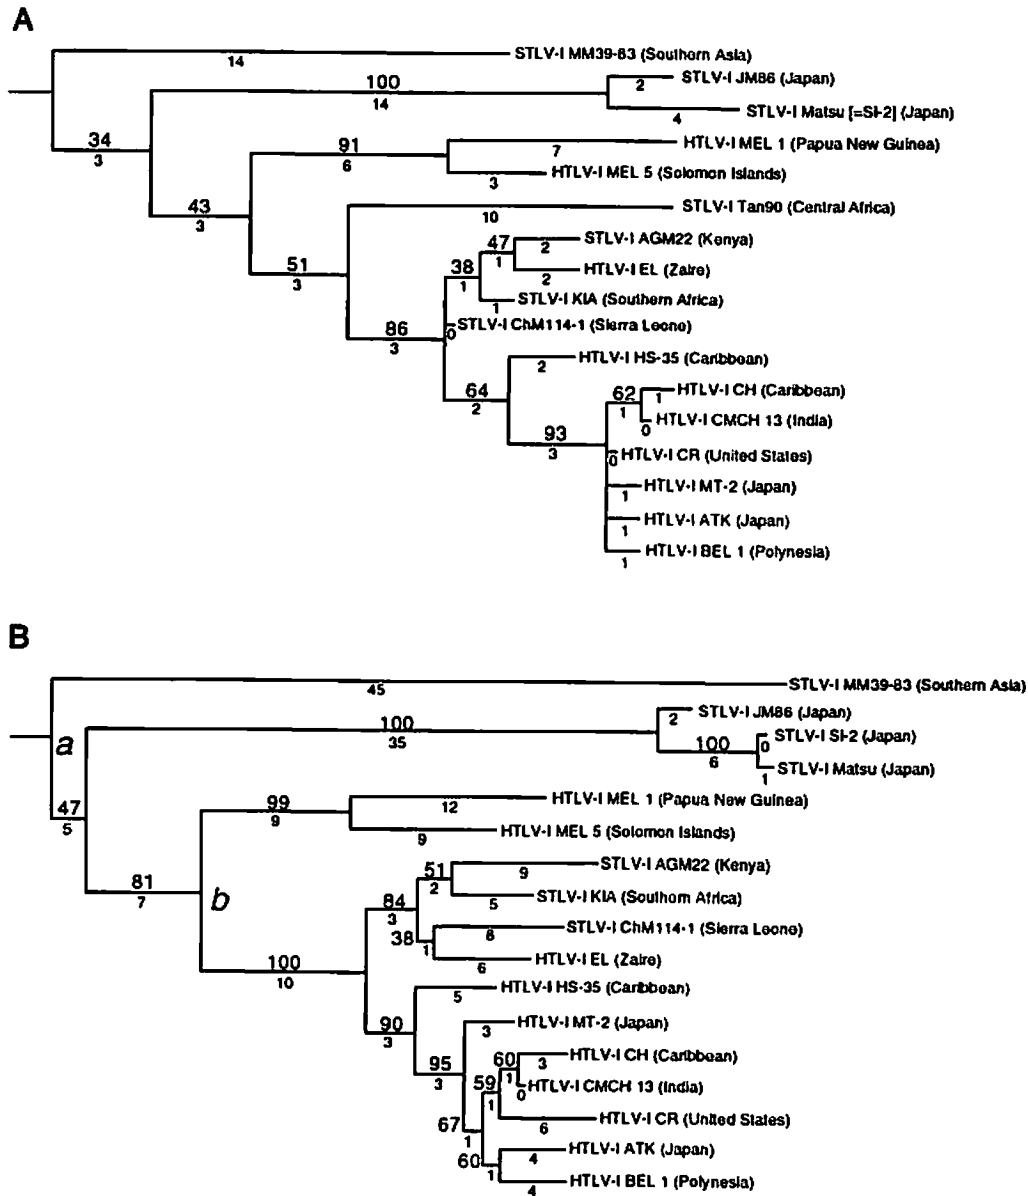 A
STLV-I MM39-83 (Southern Asia)
14
100
STLV-I JM86 (Japan)
2
14
STLV-I Matsu [=SI-2] (Japan)
4
34
3
91
HTLV-I MEL 1 (Papua New Guinea)
7
6
HTLV-I MEL 5 (Solomon Islands)
3
43
3
STLV-I Tan90 (Central Africa)
10
47
STLV-I AGM22 (Kenya)
2
1
51
3
38
HTLV-I EL (Zaire)
2
1
STLV-I KIA (Southern Africa)
1
86
3
STLV-I ChM114-1 (Sierra Leone)
0
HTLV-I HS-35 (Caribbean)
2
64
2
62
HTLV-I CH (Caribbean)
1
1
HTLV-I CMCH 13 (India)
0
93
3
HTLV-I CR (United States)
0
HTLV-I MT-2 (Japan)
1
HTLV-I ATK (Japan)
1
HTLV-I BEL 1 (Polynesia)
1
B
STLV-I MM39-83 (Southern Asia)
45
STLV-I JM86 (Japan)
2
100
35
a
100
6
STLV-I SI-2 (Japan)
0
STLV-I Matsu (Japan)
1
47
5
99
9
HTLV-I MEL 1 (Papua New Guinea)
12
HTLV-I MEL 5 (Solomon Islands)
9
81
7
b
51
2
STLV-I AGM22 (Kenya)
9
84
3
STLV-I KIA (Southern Africa)
5
STLV-I ChM114-1 (Sierra Leone)
8
38
1
HTLV-I EL (Zaire)
6
100
10
HTLV-I HS-35 (Caribbean)
5
90
3
HTLV-I MT-2 (Japan)
3
95
3
60
1
HTLV-I CH (Caribbean)
3
59
1
HTLV-I CMCH 13 (India)
0
HTLV-I CR (United States)
6
67
1
HTLV-I ATK (Japan)
4
60
1
HTLV-I BEL 1 (Polynesia)
4